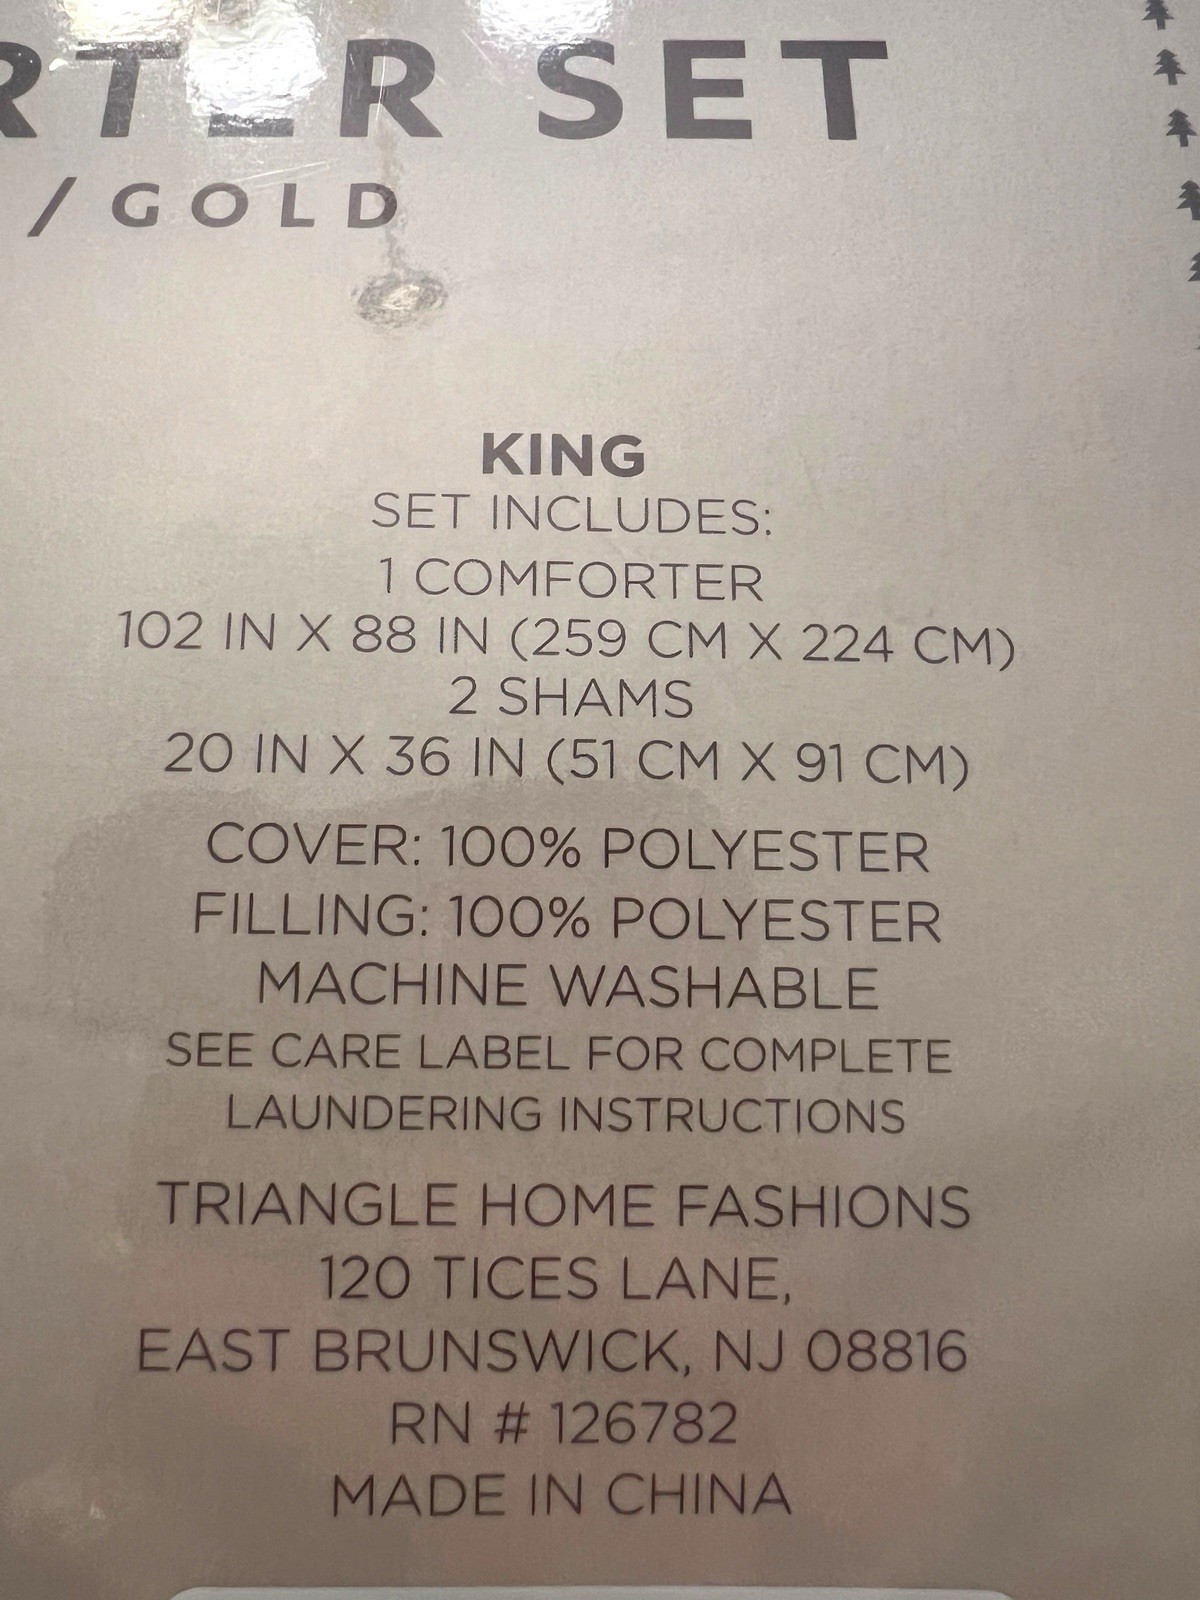 SET
/ GOLD
KING
SET INCLUDES:
1 COMFORTER
102 IN X 88 IN (259 CM X 224 CM)
2 SHAMS
20 IN X 36 IN (51 CM X 91 CM)
COVER: 100% POLYESTER
FILLING: 100% POLYESTER
MACHINE WASHABLE
SEE CARE LABEL FOR COMPLETE
LAUNDERING INSTRUCTIONS
TRIANGLE HOME FASHIONS
120 TICES LANE,
EAST BRUNSWICK, NJ 08816
RN # 126782
MADE IN CHINA